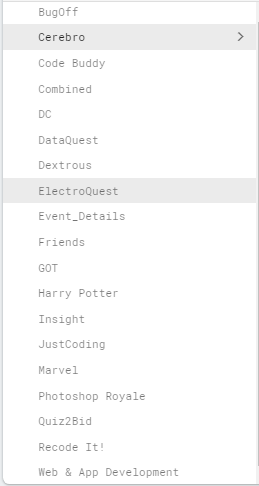 BugOff
Cerebro
Code Buddy
Combined
DC
DataQuest
Dextrous
ElectroQuest
Event_Details
Friends
GOT
Harry Potter
Insight
JustCoding
Marvel
Photoshop Royale
Quiz2Bid
Recode It!
Web & App Development